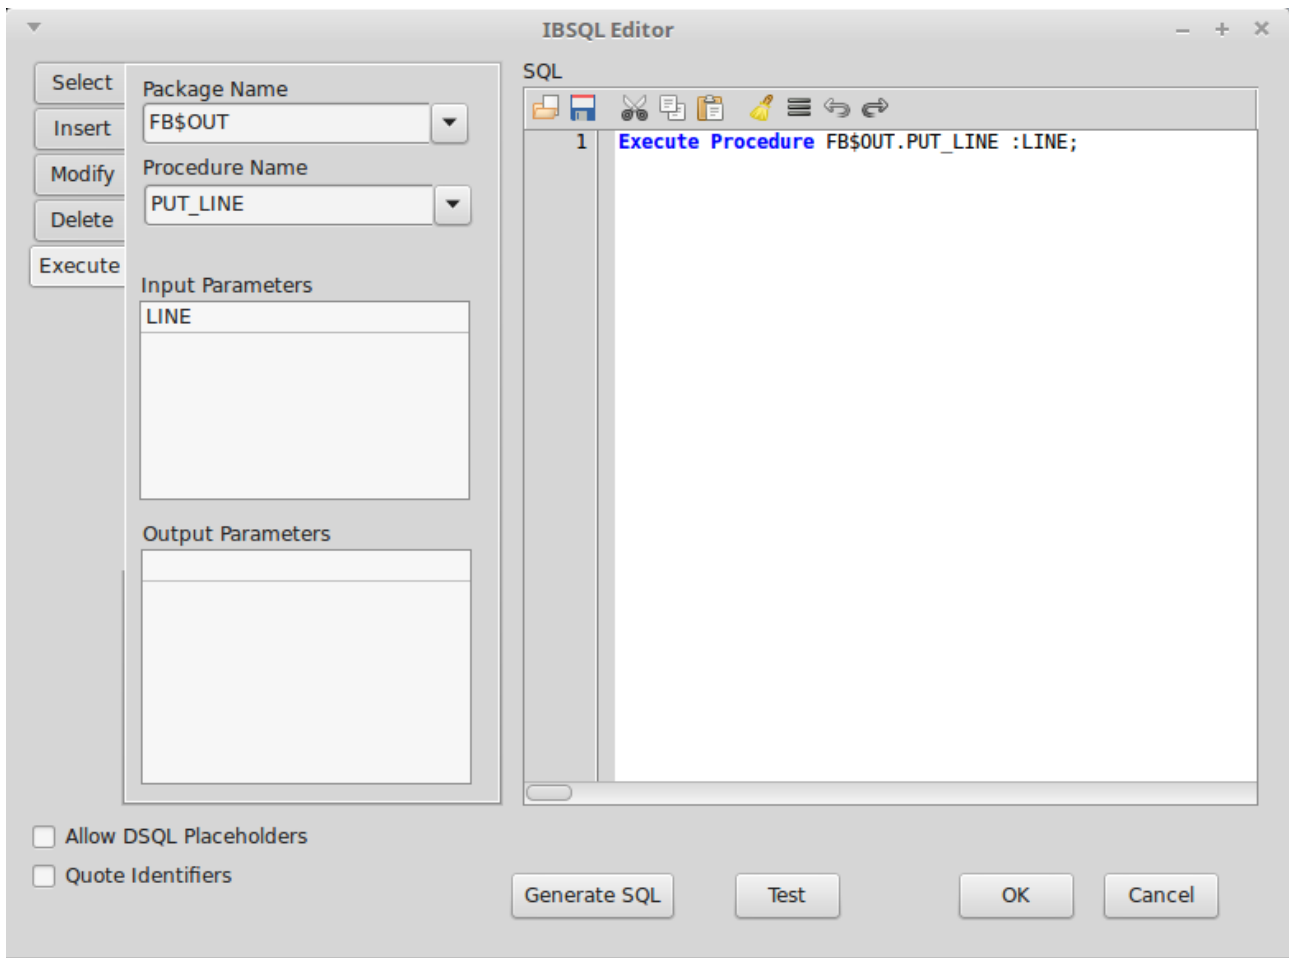 IBSQL Editor
Select
Insert
Modify
Delete
Execute
Package Name
FB$OUT
Procedure Name
PUT_LINE
Input Parameters
LINE
Output Parameters
SQL
1 Execute Procedure FB$OUT.PUT_LINE :LINE;
Allow DSQL Placeholders
Quote Identifiers
Generate SQL
Test
OK
Cancel